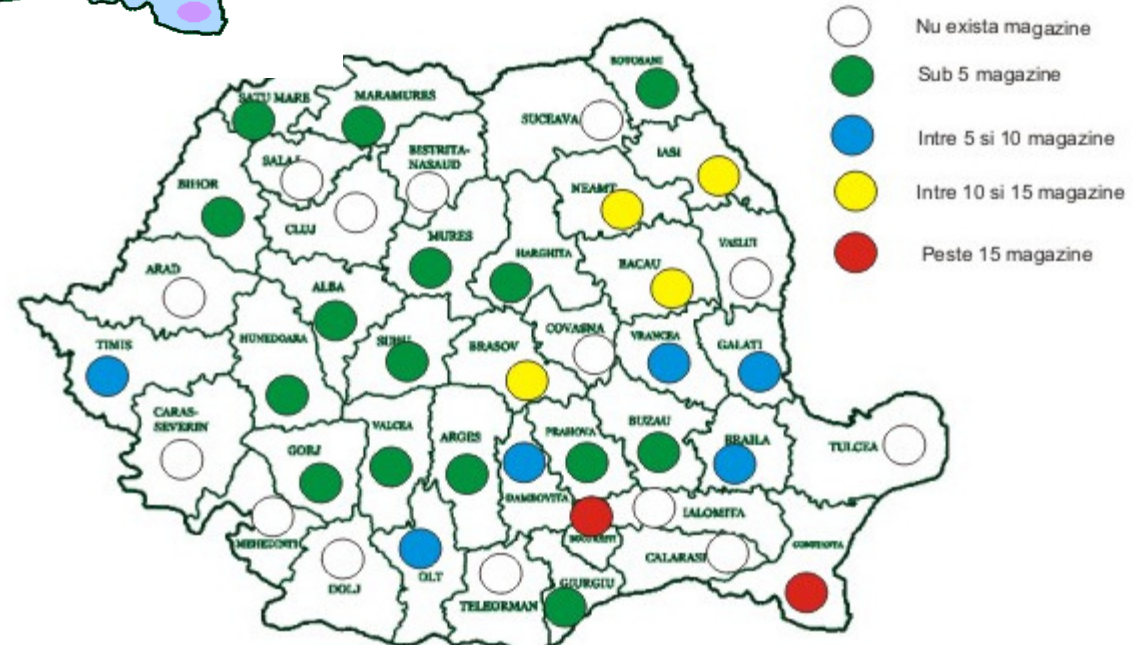 Nu exista magazine
Sub 5 magazine
Intre 5 si 10 magazine
Intre 10 si 15 magazine
Peste 15 magazine
BOTOSANI
SATU MARE
MARAMURES
SUCEAVA
IASI
BISTRITA-
NASAUD
SALAJ
BIHOR
NEAMT
CLUJ
MURES
HARGHITA
VASLUI
BACAU
ARAD
ALBA
COVASNA
HUNEDOARA
SIBIU
BRASOV
VRANCEA
GALATI
TIMIS
CARAS-
SEVERIN
VALCEA
ARGES
PRAHOVA
BUZAU
BRAILA
TULCEA
GORJ
DAMBOVITA
IALOMITA
MEHEDINTI
BUCURESTI
CONSTANTA
CALARASI
DOLJ
OLT
GIURGIU
TELEORMAN